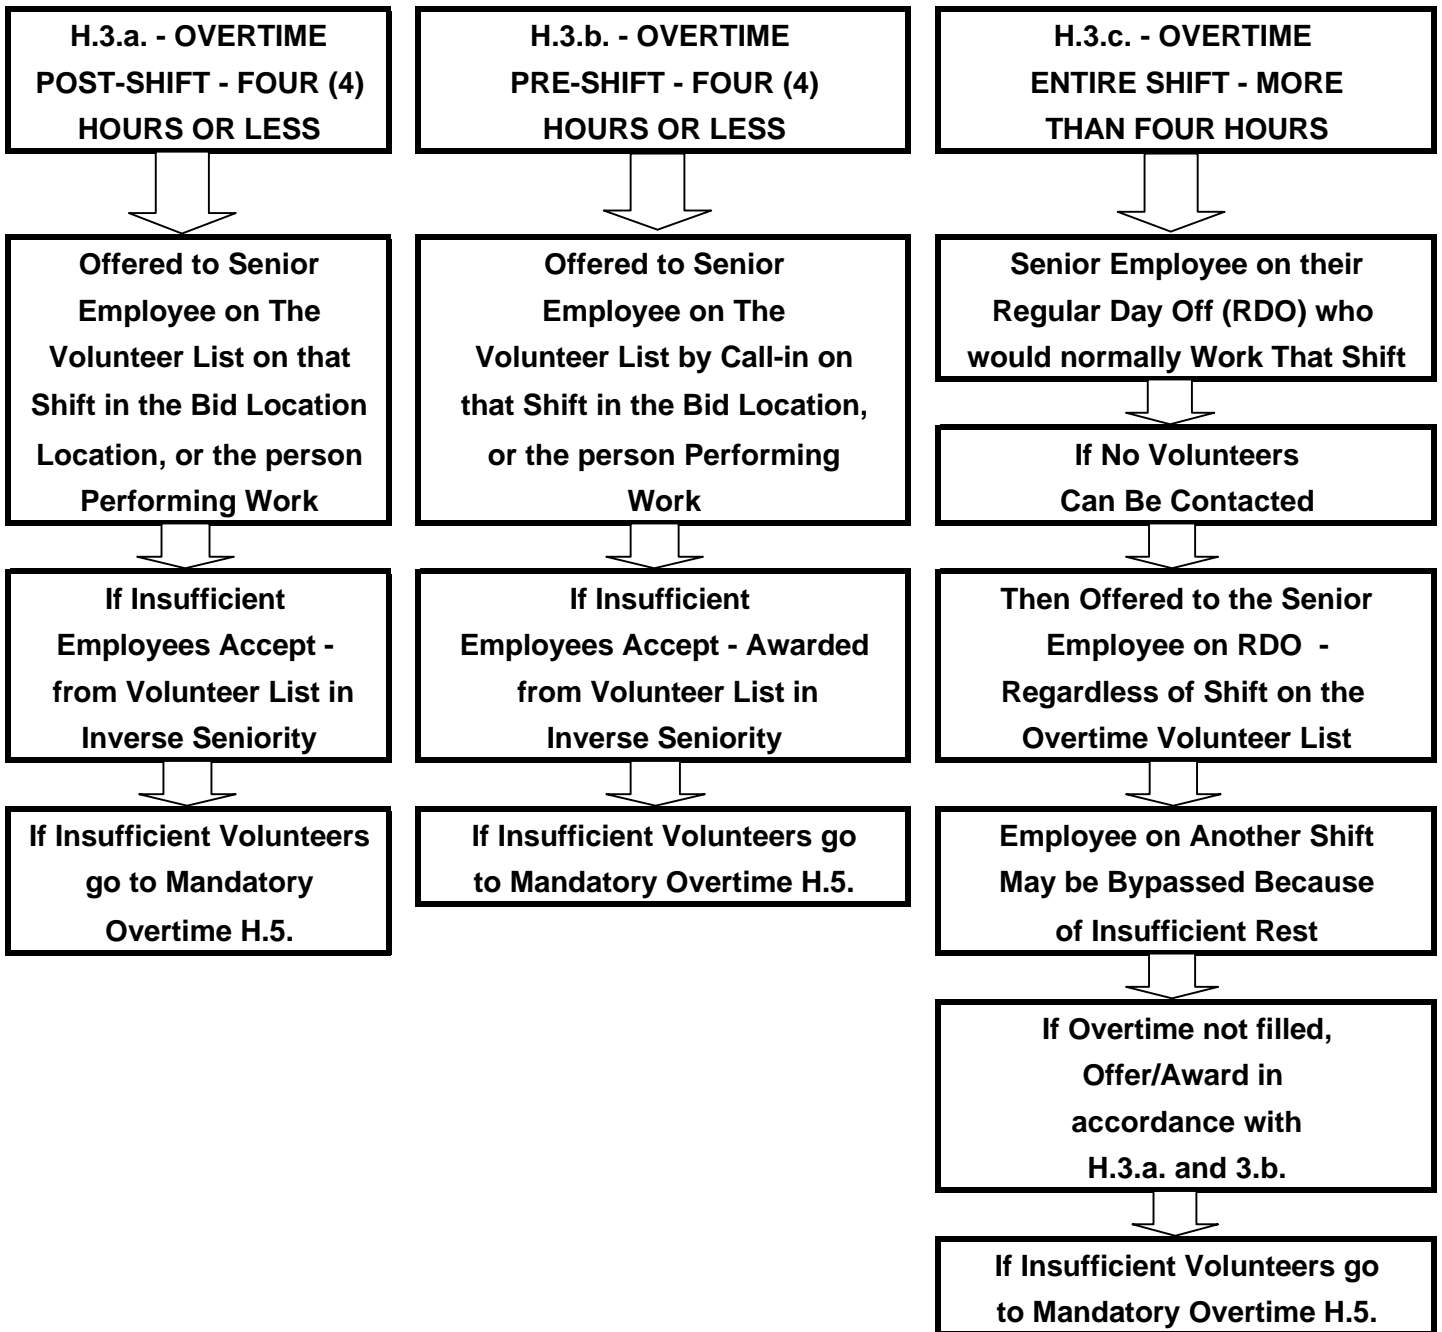 H.3.a. - OVERTIME
POST-SHIFT - FOUR (4)
HOURS OR LESS
Offered to Senior
Employee on The
Volunteer List on that
Shift in the Bid Location
Location, or the person
Performing Work
If Insufficient
Employees Accept -
from Volunteer List in
Inverse Seniority
If Insufficient Volunteers
go to Mandatory
Overtime H.5.
H.3.b. - OVERTIME
PRE-SHIFT - FOUR (4)
HOURS OR LESS
Offered to Senior
Employee on The
Volunteer List by Call-in on
that Shift in the Bid Location,
or the person Performing
Work
If Insufficient
Employees Accept - Awarded
from Volunteer List in
Inverse Seniority
If Insufficient Volunteers go
to Mandatory Overtime H.5.
H.3.c. - OVERTIME
ENTIRE SHIFT - MORE
THAN FOUR HOURS
Senior Employee on their
Regular Day Off (RDO) who
would normally Work That Shift
If No Volunteers
Can Be Contacted
Then Offered to the Senior
Employee on RDO -
Regardless of Shift on the
Overtime Volunteer List
Employee on Another Shift
May be Bypassed Because
of Insufficient Rest
If Overtime not filled,
Offer/Award in
accordance with
H.3.a. and 3.b.
If Insufficient Volunteers go
to Mandatory Overtime H.5.